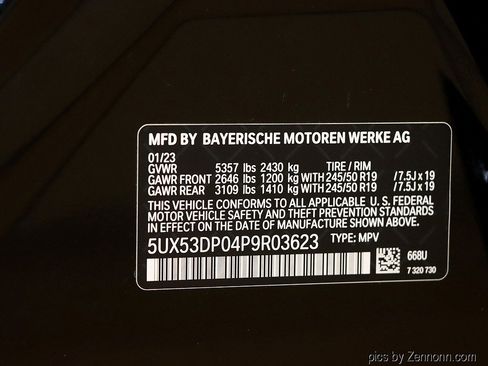 MFD BY BAYERISCHE MOTOREN WERKE AG
01/23
GVWR 5357 lbs 2430 kg TIRE / RIM
GAWR FRONT 2646 lbs 1200 kg WITH 245/50 R19 /7.5J x 19
GAWR REAR 3109 lbs 1410 kg WITH 245/50 R19 /7.5J x 19
THIS VEHICLE CONFORMS TO ALL APPLICABLE U. S. FEDERAL
MOTOR VEHICLE SAFETY, BUMPER, AND THEFT PREVENTION
STANDARDS IN EFFECT ON THE DATE OF MANUFACTURE SHOWN ABOVE.
5UX53DP04P9R03623 TYPE: MPV
668U
7 320 730
pics by Zennonn.com